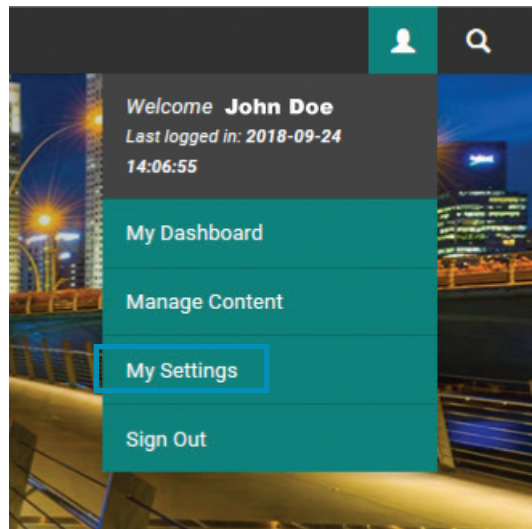 Welcome John Doe
Last logged in: 2018-09-24
14:06:55
My Dashboard
Manage Content
My Settings
Sign Out